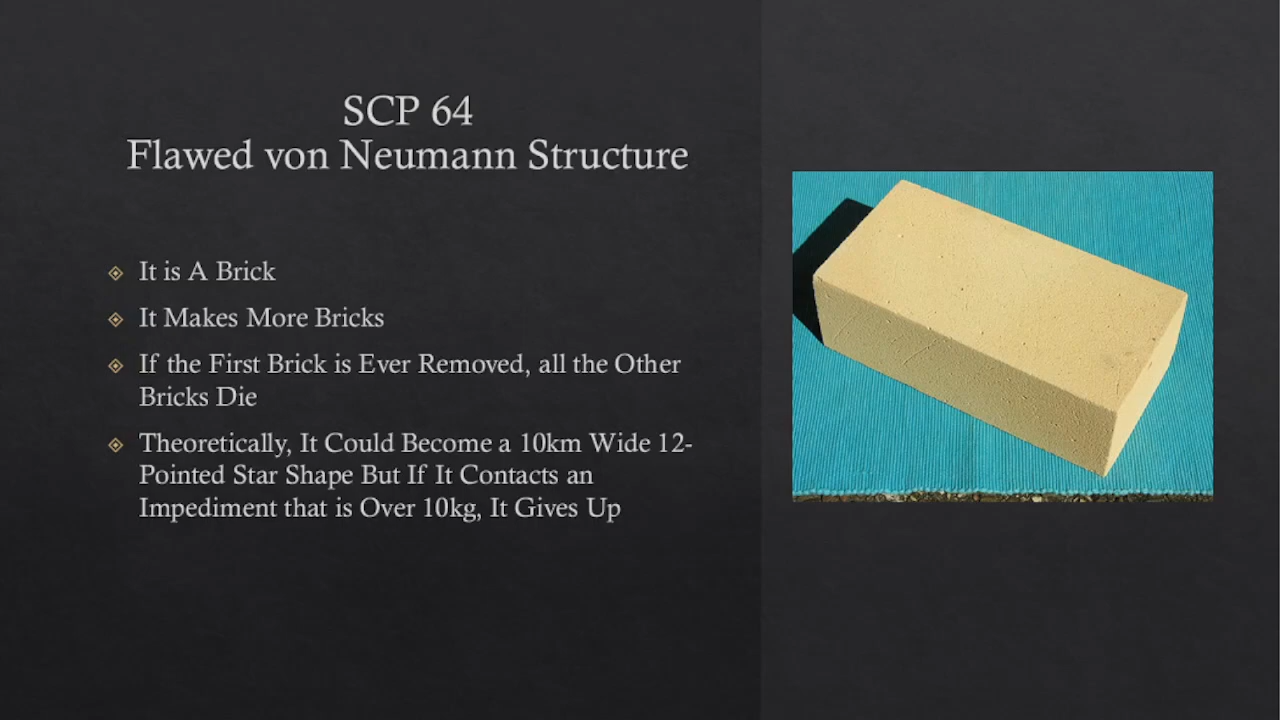 SCP 64
Flawed von Neumann Structure
It is A Brick
It Makes More Bricks
If the First Brick is Ever Removed, all the Other
Bricks Die
Theoretically, It Could Become a 10km Wide 12-
Pointed Star Shape But If It Contacts an
Impediment that is Over 10kg, It Gives Up